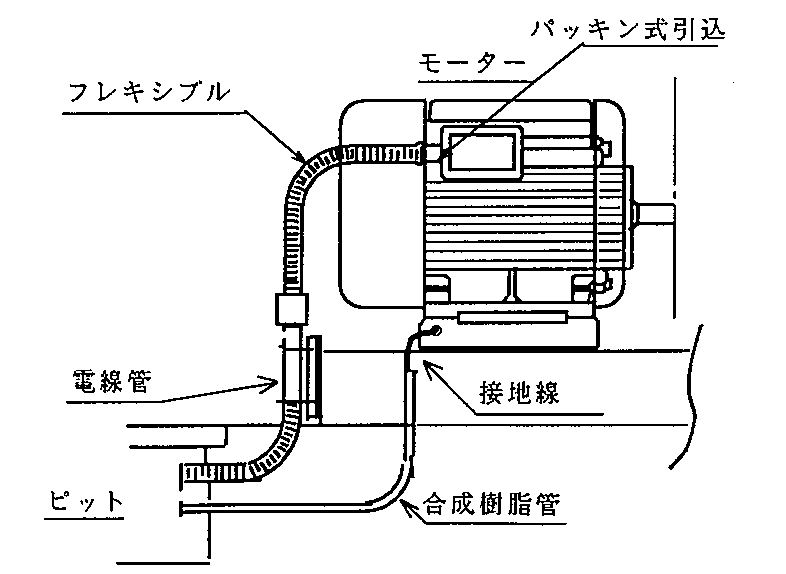 パッキン式引込
モーター
フレキシブル
電線管
接地線
ピット
合成樹脂管